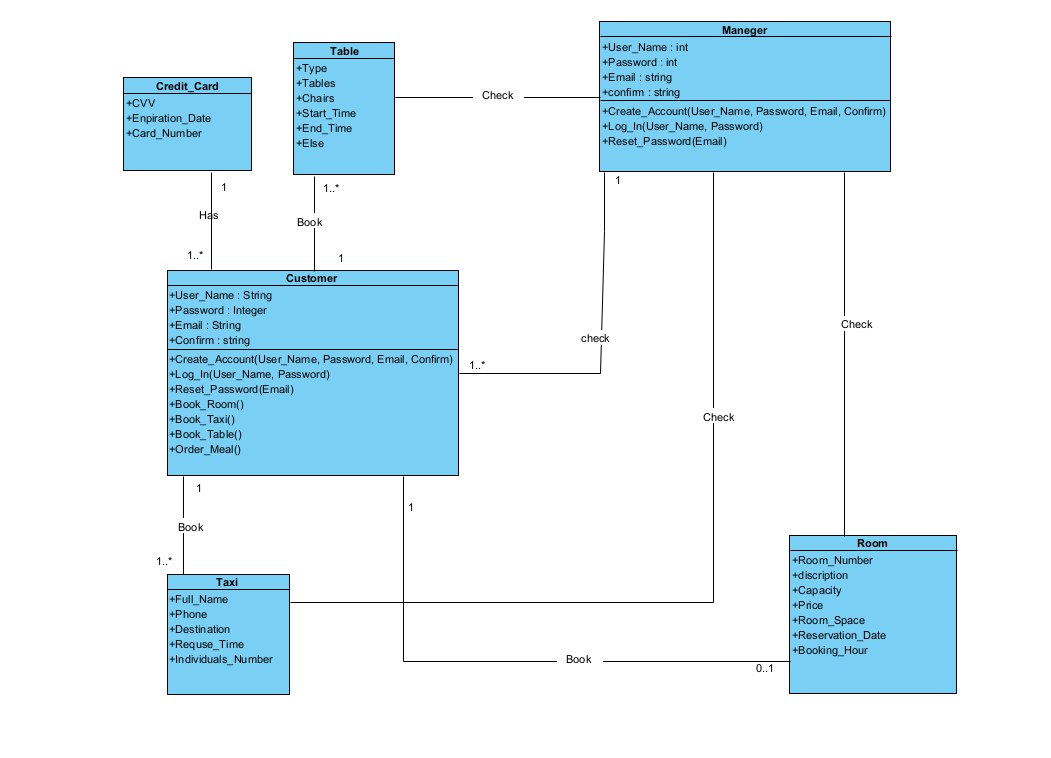 Maneger
+User_Name : int
+Password : int
+Email : string
+confirm : string
+Create_Account(User_Name, Password, Email, Confirm)
+Log_In(User_Name, Password)
+Reset_Password(Email)
Table
+Type
+Tables
+Chairs
+Start_Time
+End_Time
+Else
Check
Credit_Card
+CVV
+Enpiration_Date
+Card_Number
1
Has
1..*
1..*
Book
1
1
check
1..*
Check
Check
Customer
+User_Name : String
+Password : Integer
+Email : String
+Confirm : string
+Create_Account(User_Name, Password, Email, Confirm)
+Log_In(User_Name, Password)
+Reset_Password(Email)
+Book_Room()
+Book_Taxi()
+Book_Table()
+Order_Meal()
1
Book
1..*
1
Book
0..1
Taxi
+Full_Name
+Phone
+Destination
+Requse_Time
+Individuals_Number
Room
+Room_Number
+discription
+Capacity
+Price
+Room_Space
+Reservation_Date
+Booking_Hour